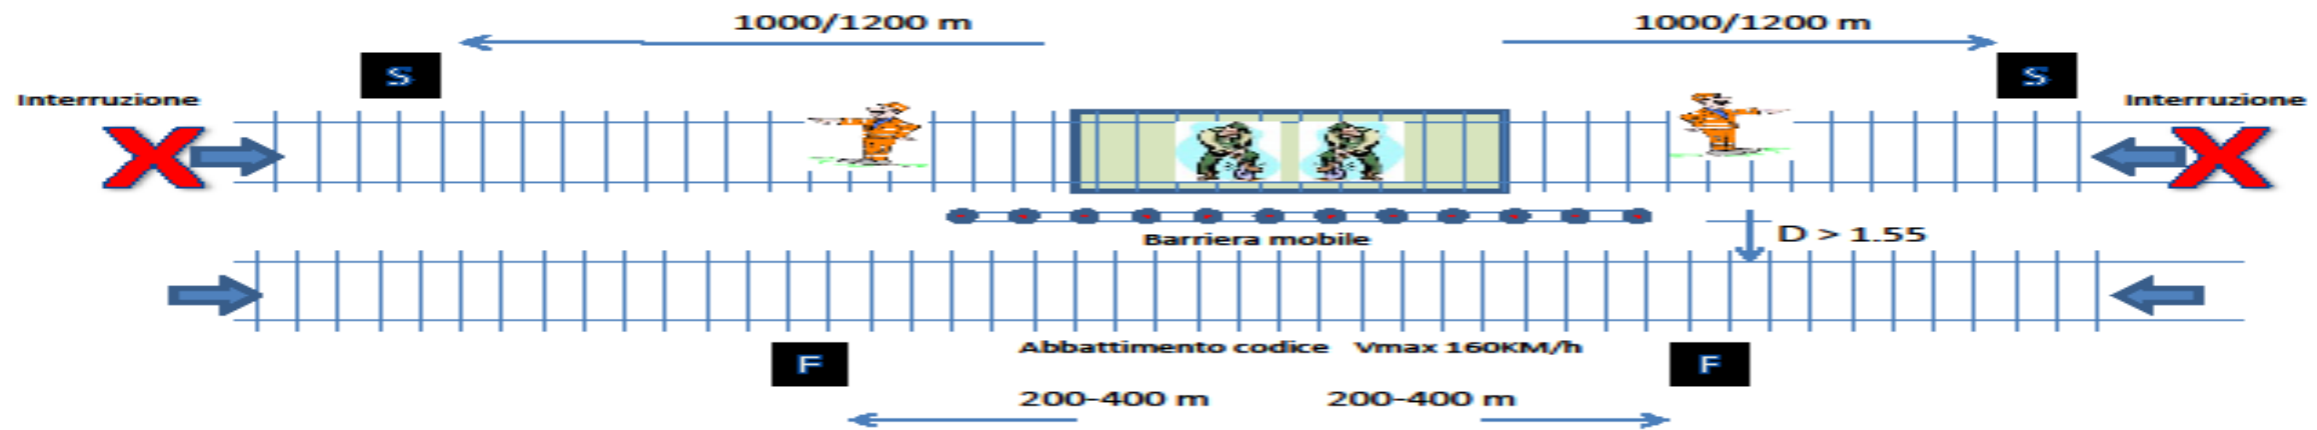 1000/1200 m 1000/1200 m
S S
Interruzione Interruzione
Barriera mobile D > 1.55
Abbattimento codice Vmax 160KM/h
F F
200-400 m 200-400 m